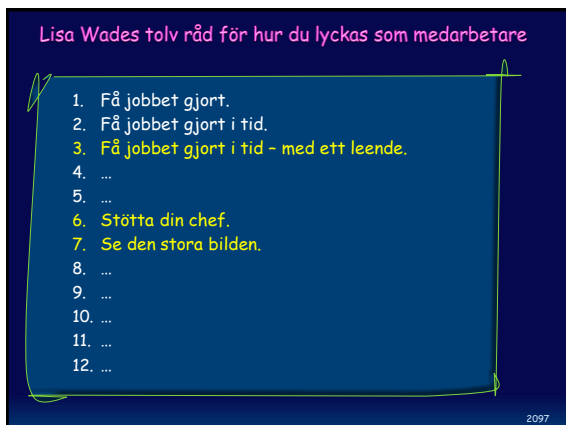 Lisa Wades tolv råd för hur du lyckas som medarbetare
1. Få jobbet gjort.
2. Få jobbet gjort i tid.
3. Få jobbet gjort i tid – med ett leende.
4. …
5. …
6. Stötta din chef.
7. Se den stora bilden.
8. …
9. …
10. …
11. …
12. …
2097